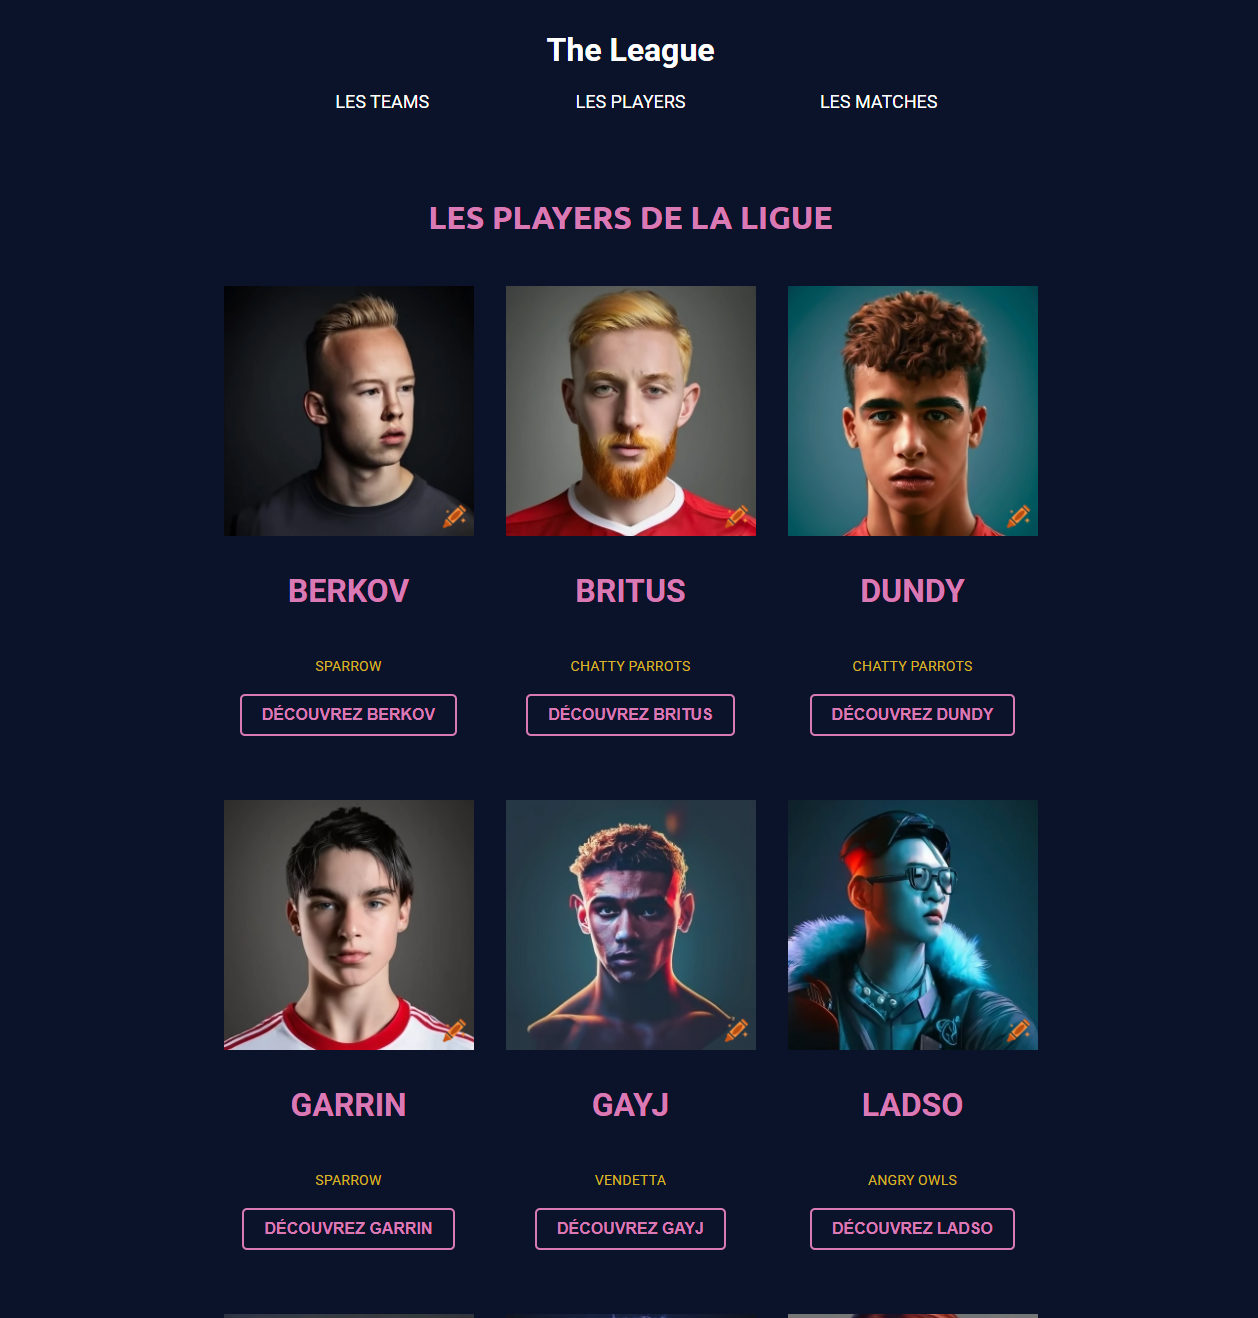 The League
LES TEAMS LES PLAYERS LES MATCHES
LES PLAYERS DE LA LIGUE
BERKOV BRITUS DUNDY
SPARROW CHATTY PARROTS CHATTY PARROTS
DÉCOUVREZ BERKOV DÉCOUVREZ BRITUS DÉCOUVREZ DUNDY
GARRIN GAYJ LADSO
SPARROW VENDETTA ANGRY OWLS
DÉCOUVREZ GARRIN DÉCOUVREZ GAYJ DÉCOUVREZ LADSO